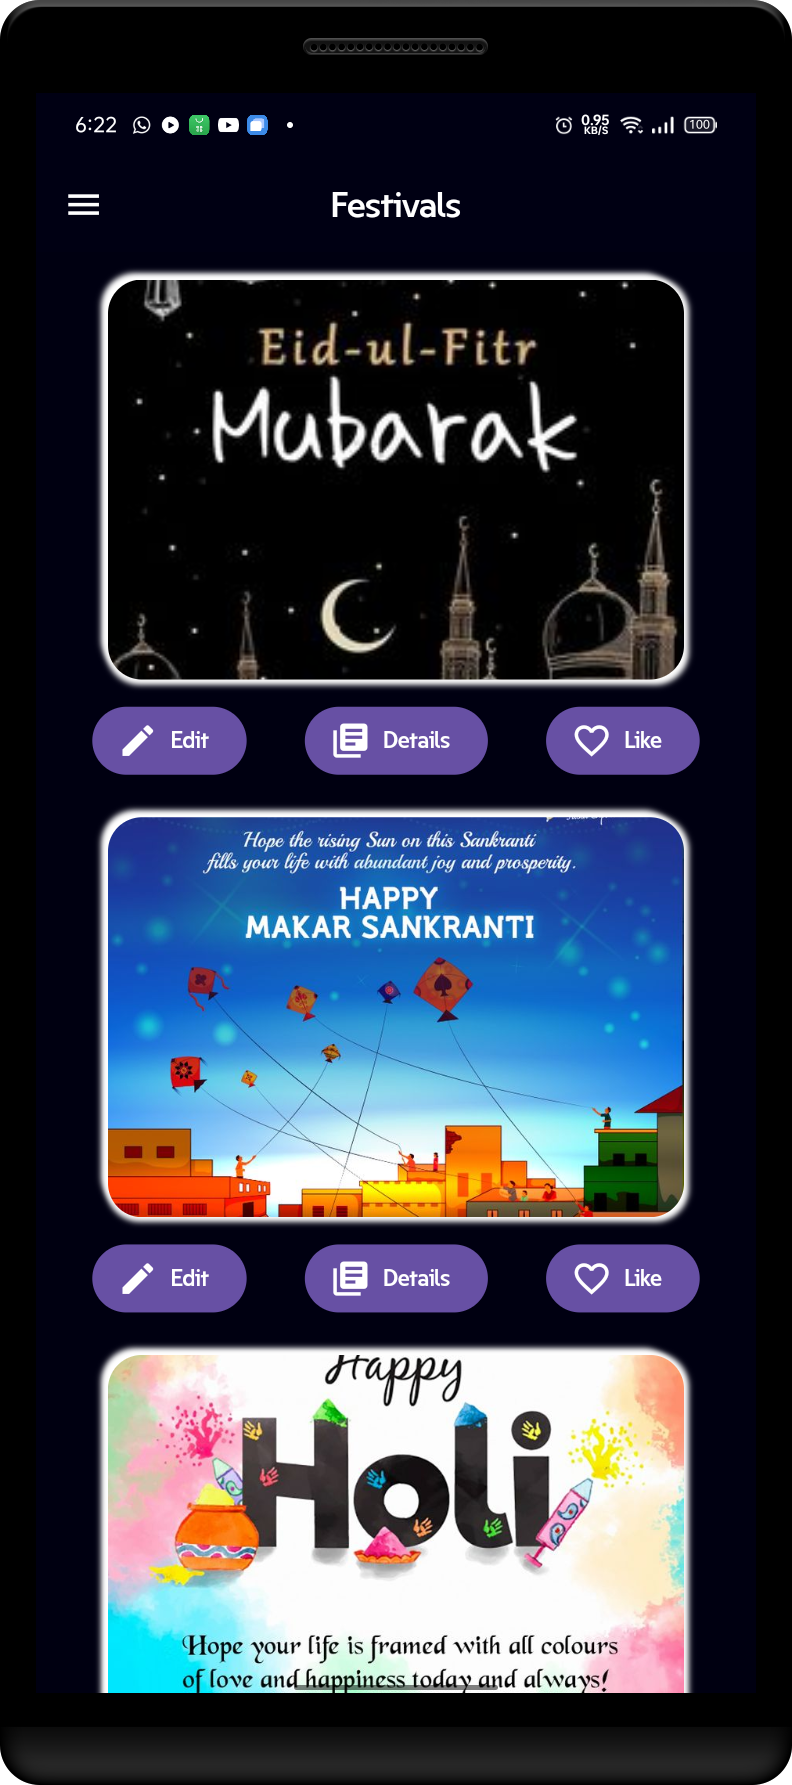 6:22
0.95
KB/S
100
Festivals
Eid-ul-Fitr
Mubarak
Edit
Details
Like
Hope the rising Sun on this Sankranti
fills your life with abundant joy and prosperity.
HAPPY
MAKAR SANKRANTI
Edit
Details
Like
Happy
Holi
Hope your life is framed with all colours
of love and happiness today and always!